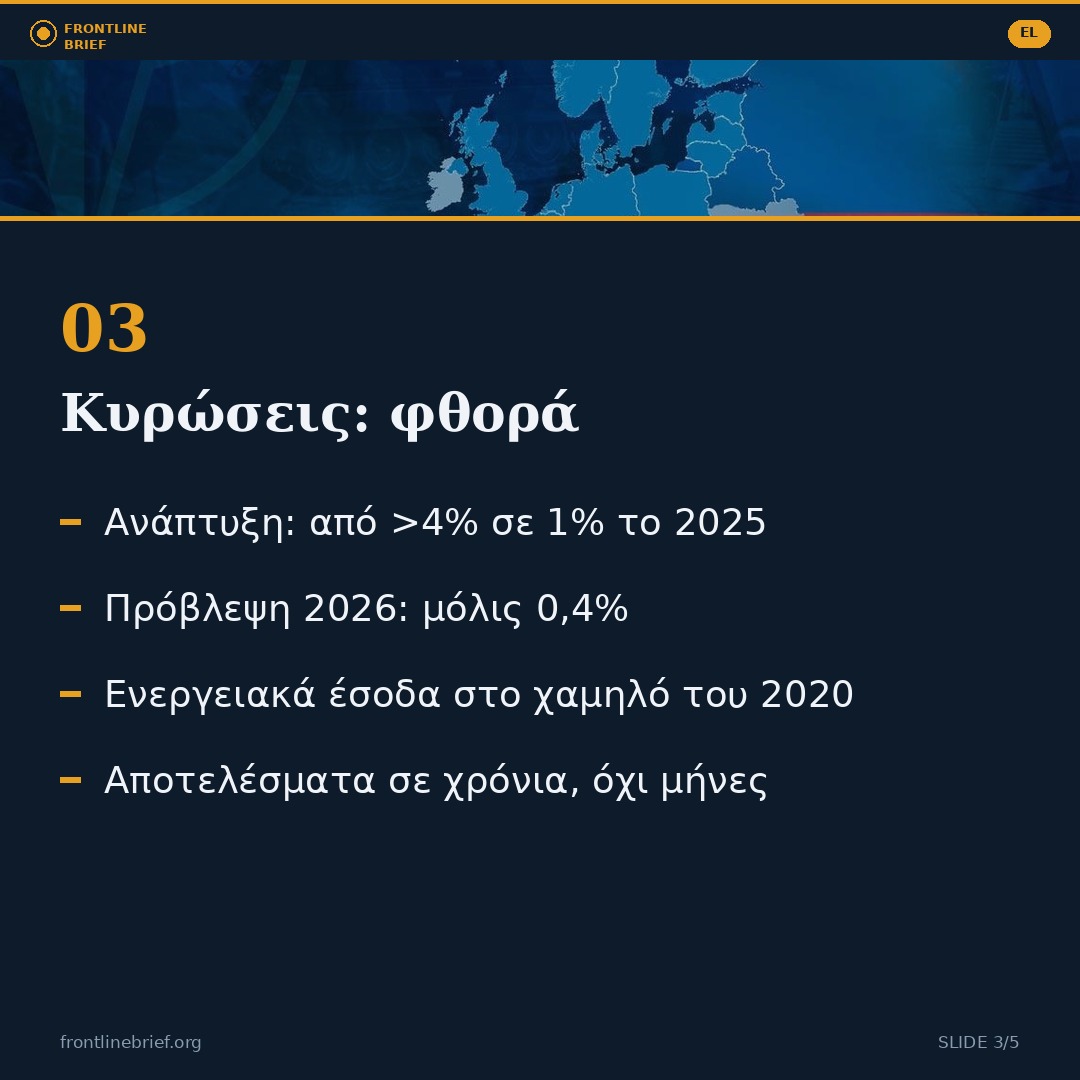 FRONTLINE
BRIEF
EL
03
Κυρώσεις: φθορά
Ανάπτυξη: από >4% σε 1% το 2025
Πρόβλεψη 2026: μόλις 0,4%
Ενεργειακά έσοδα στο χαμηλό του 2020
Αποτελέσματα σε χρόνια, όχι μήνες
frontlinebrief.org
SLIDE 3/5